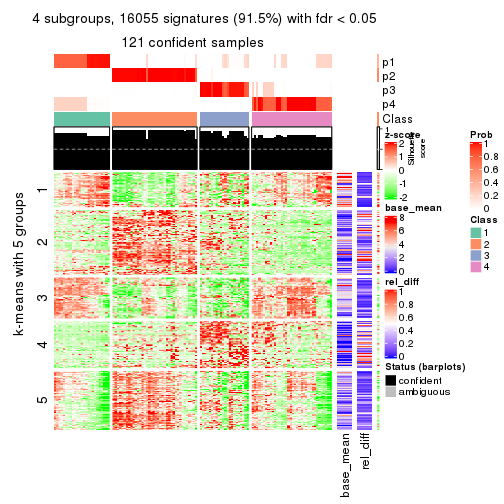 4 subgroups, 16055 signatures (91.5%) with fdr < 0.05
121 confident samples
p1
p2
p3
p4
Class
1
Silhouette
score
k-means with 5 groups
1
2
3
4
5
base_mean
rel_diff
z-score
2
1
0
-1
-2
base_mean
8
6
4
2
0
rel_diff
1
0.8
0.6
0.4
0.2
0
Status (barplots)
confident
ambiguous
Prob
1
0.8
0.6
0.4
0.2
0
Class
1
2
3
4